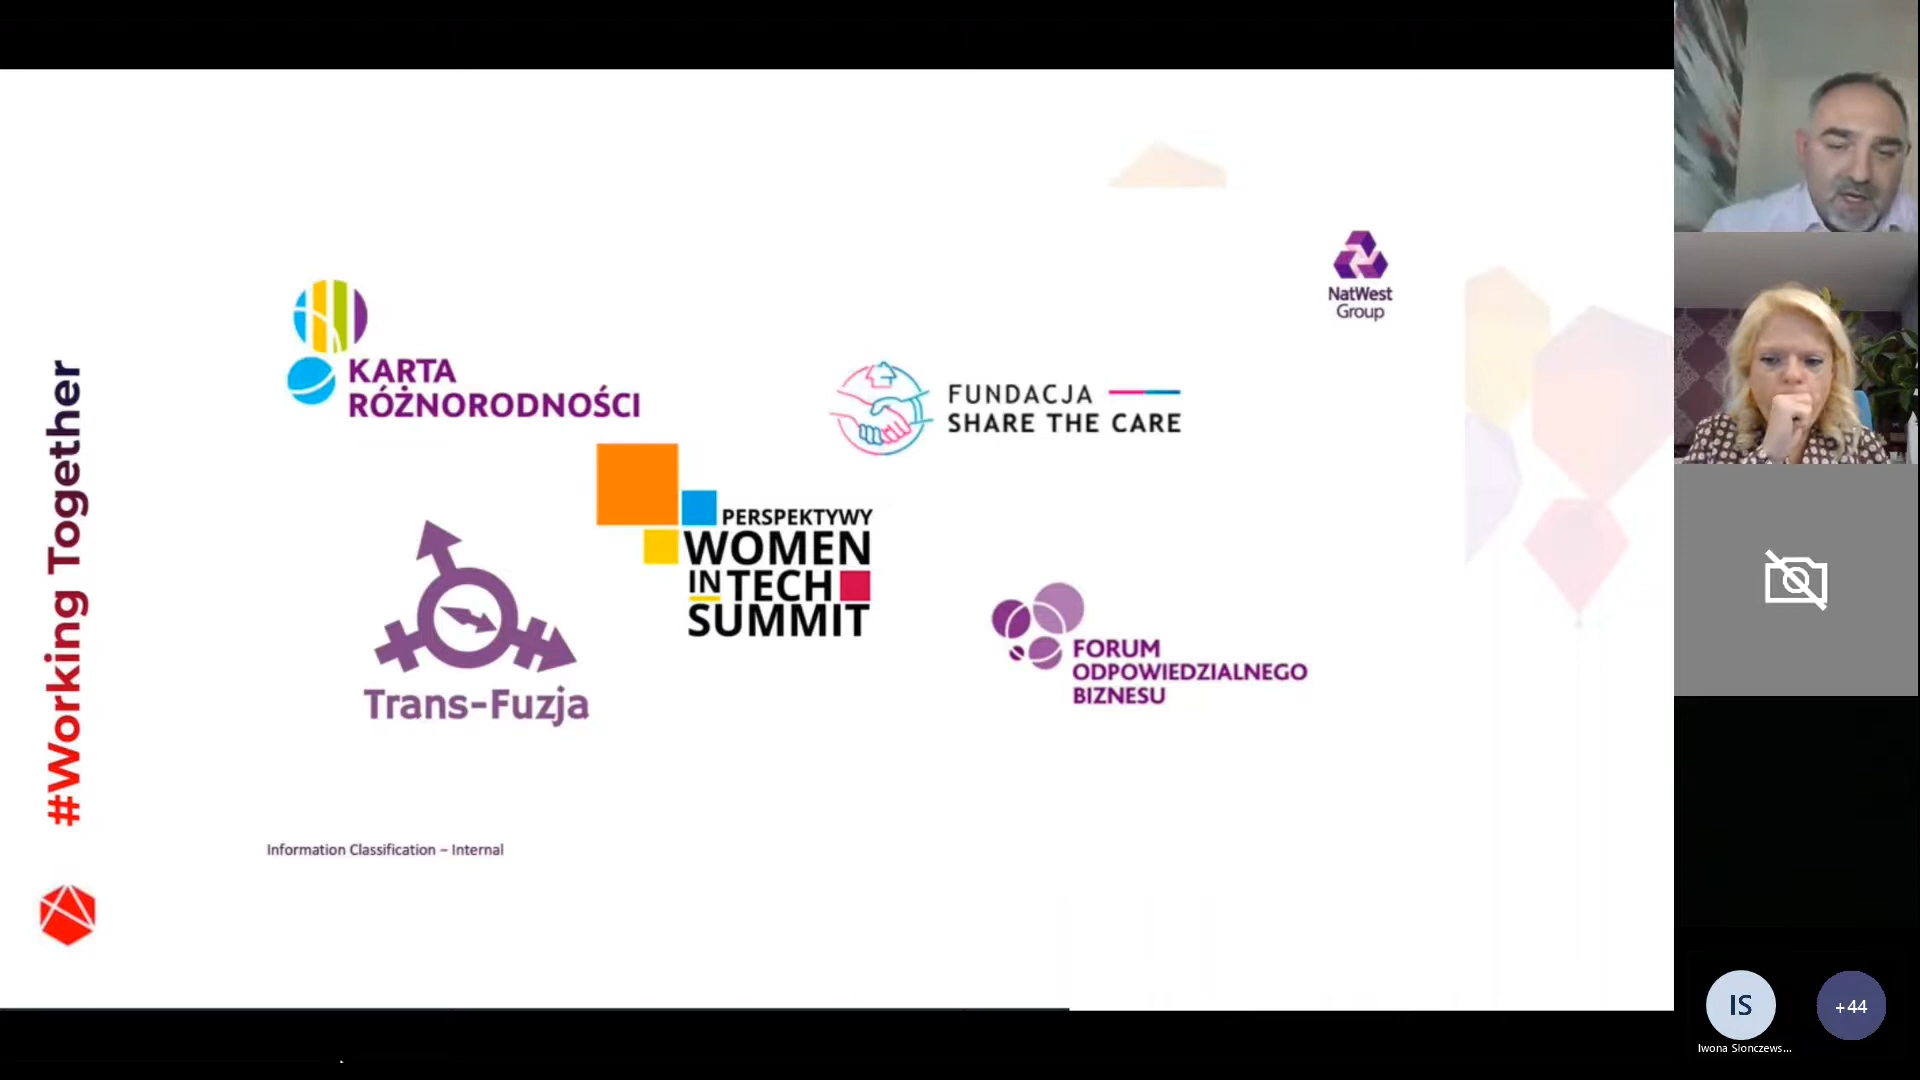 #Working Together
NatWest
Group
KARTA
RÓŻNORODNOŚCI
FUNDACJA
SHARE THE CARE
PERSPEKTYWY
WOMEN
IN TECH
SUMMIT
Trans-Fuzja
FORUM
ODPOWIEDZIALNEGO
BIZNESU
Information Classification – Internal
IS
+44
Iwona Sionczews...